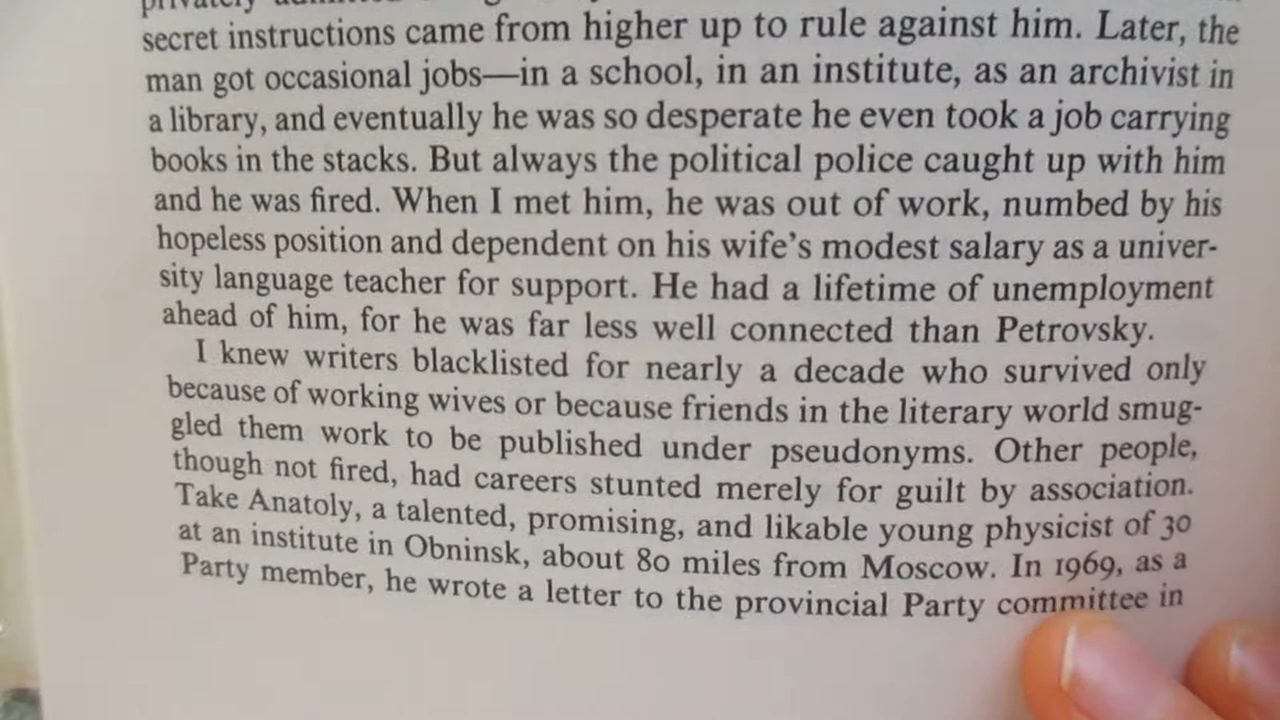 privately
secret instructions came from higher up to rule against him. Later, the
man got occasional jobs—in a school, in an institute, as an archivist in
a library, and eventually he was so desperate he even took a job carrying
books in the stacks. But always the political police caught up with him
and he was fired. When I met him, he was out of work, numbed by his
hopeless position and dependent on his wife's modest salary as a univer-
sity language teacher for support. He had a lifetime of unemployment
ahead of him, for he was far less well connected than Petrovsky.
I knew writers blacklisted for nearly a decade who survived only
because of working wives or because friends in the literary world smug-
gled them work to be published under pseudonyms. Other people,
though not fired, had careers stunted merely for guilt by association.
Take Anatoly, a talented, promising, and likable young physicist of 30
at an institute in Obninsk, about 80 miles from Moscow. In 1969, as a
Party member, he wrote a letter to the provincial Party committee in